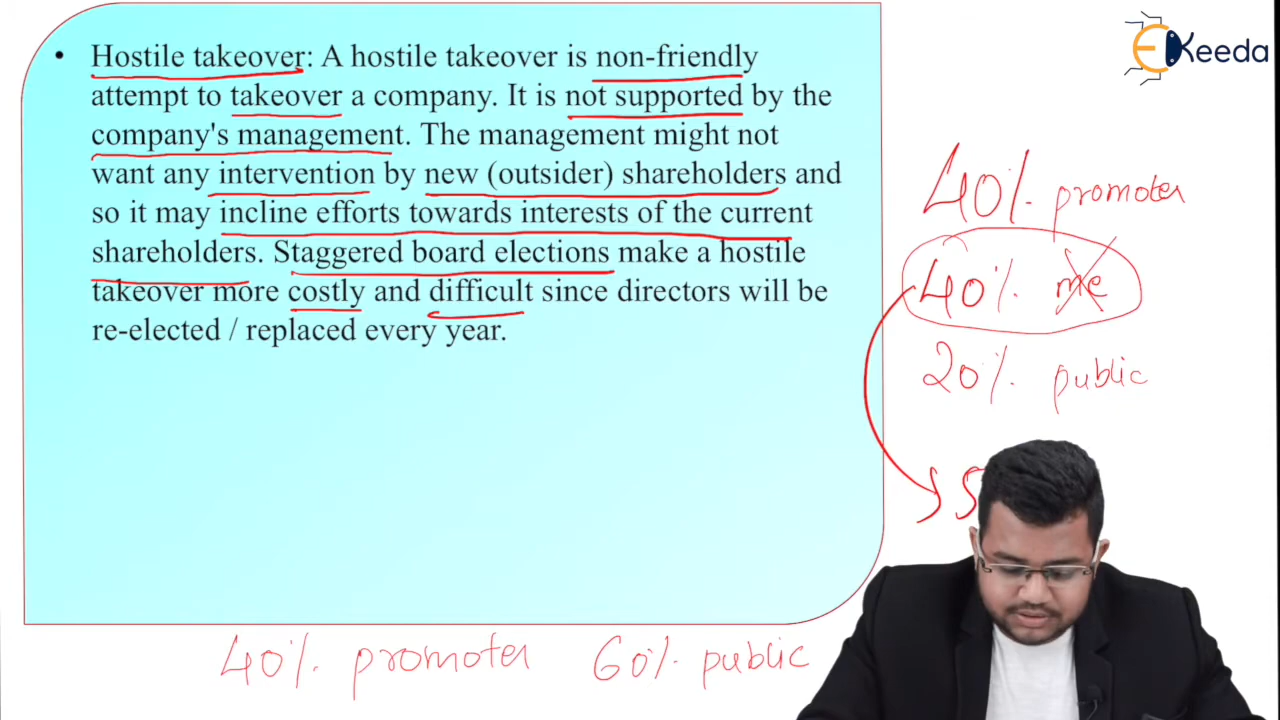 Keeda
• Hostile takeover: A hostile takeover is non-friendly
attempt to takeover a company. It is not supported by the
company's management. The management might not
want any intervention by new (outsider) shareholders and
so it may incline efforts towards interests of the current
shareholders. Staggered board elections make a hostile
takeover more costly and difficult since directors will be
re-elected / replaced every year.
40% promoter
40% me
20% public
40% promoter 60% public